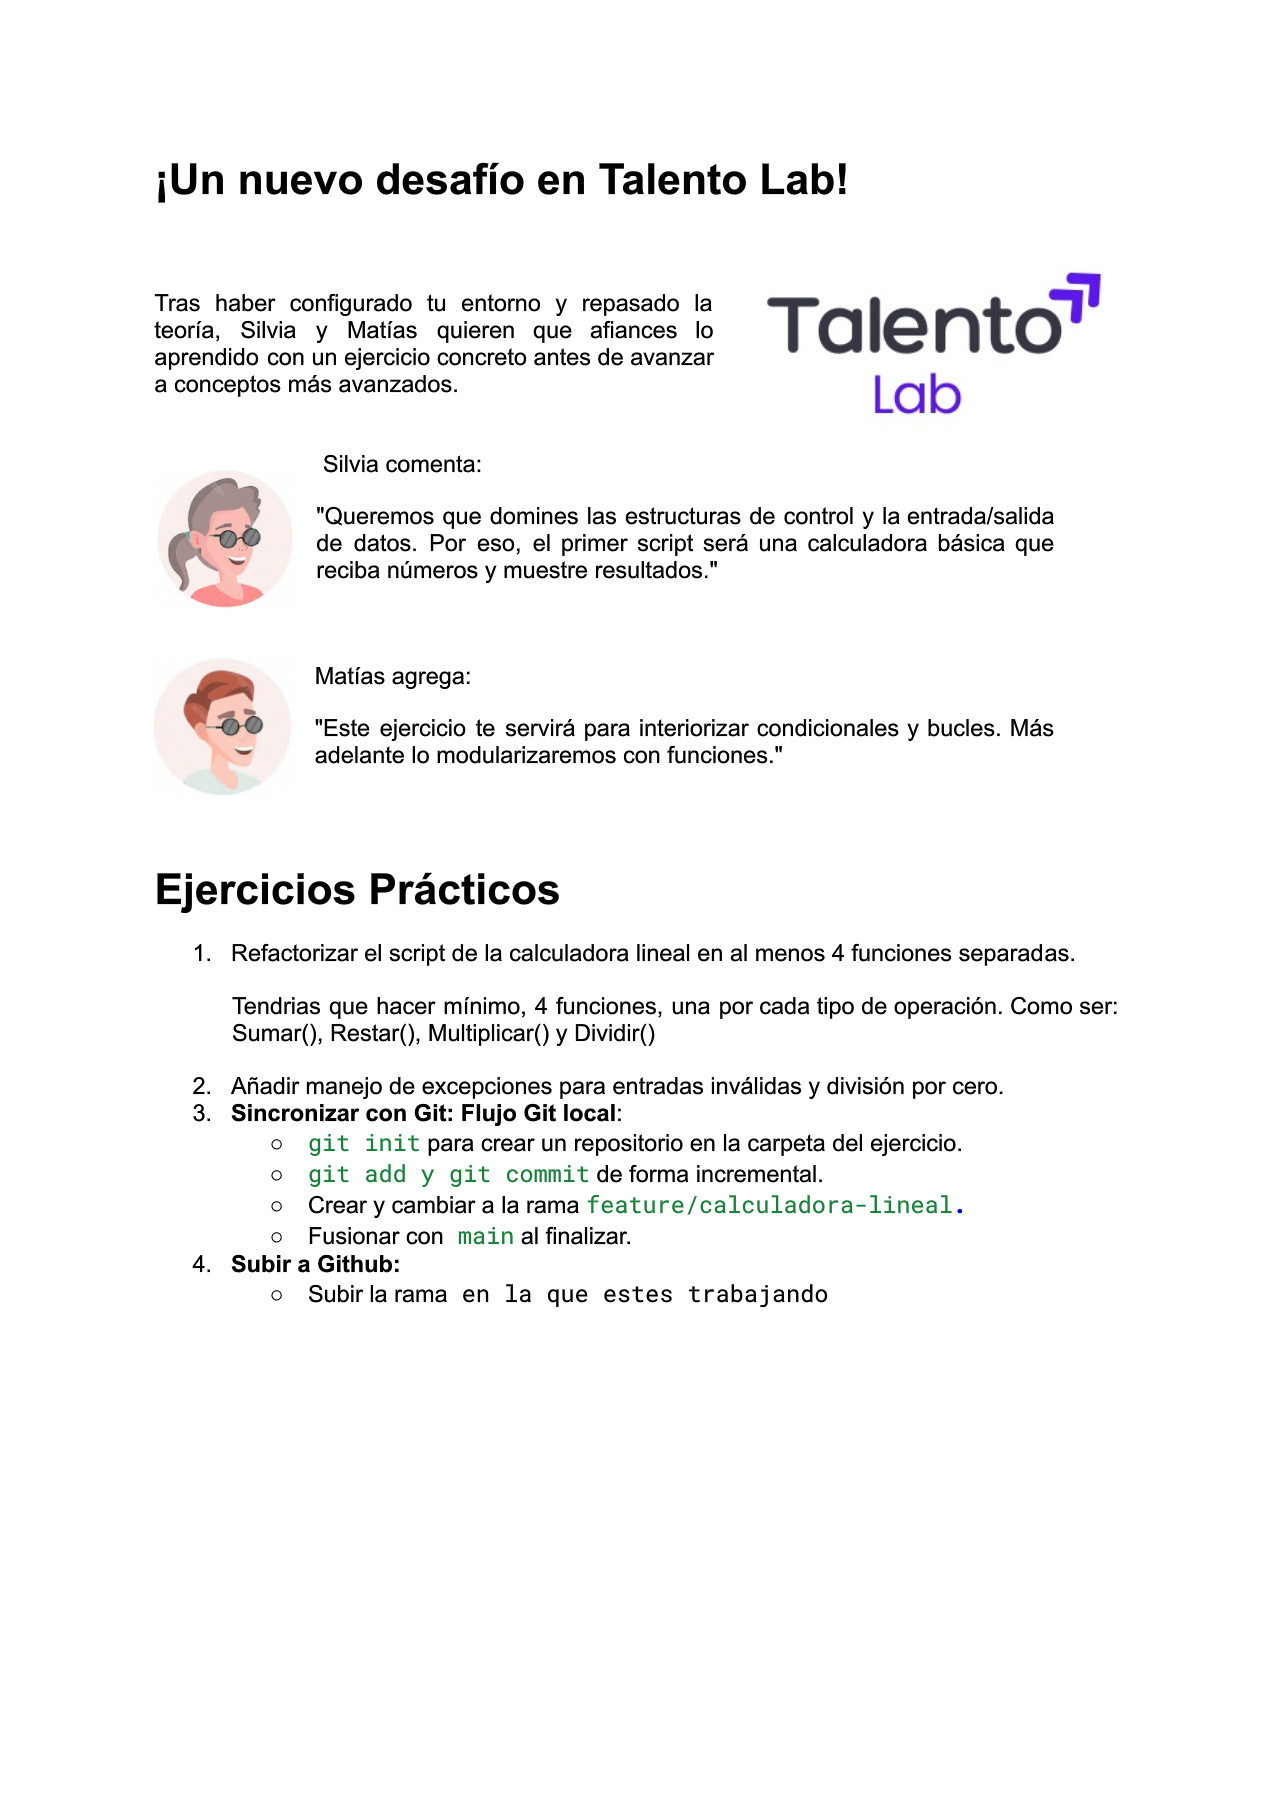 ¡Un nuevo desafío en Talento Lab!
Tras haber configurado tu entorno y repasado la
teoría, Silvia y Matías quieren que afiances lo
aprendido con un ejercicio concreto antes de avanzar
a conceptos más avanzados.
Talento
Lab
Silvia comenta:
"Queremos que domines las estructuras de control y la entrada/salida
de datos. Por eso, el primer script será una calculadora básica que
reciba números y muestre resultados."
Matías agrega:
"Este ejercicio te servirá para interiorizar condicionales y bucles. Más
adelante lo modularizaremos con funciones."
Ejercicios Prácticos
1. Refactorizar el script de la calculadora lineal en al menos 4 funciones separadas.
Tendrias que hacer mínimo, 4 funciones, una por cada tipo de operación. Como ser:
Sumar(), Restar(), Multiplicar() y Dividir()
2. Añadir manejo de excepciones para entradas inválidas y división por cero.
3. Sincronizar con Git: Flujo Git local:
○ git init para crear un repositorio en la carpeta del ejercicio.
○ git add y git commit de forma incremental.
○ Crear y cambiar a la rama feature/calculadora-lineal.
○ Fusionar con main al finalizar.
4. Subir a Github:
○ Subir la rama en la que estes trabajando